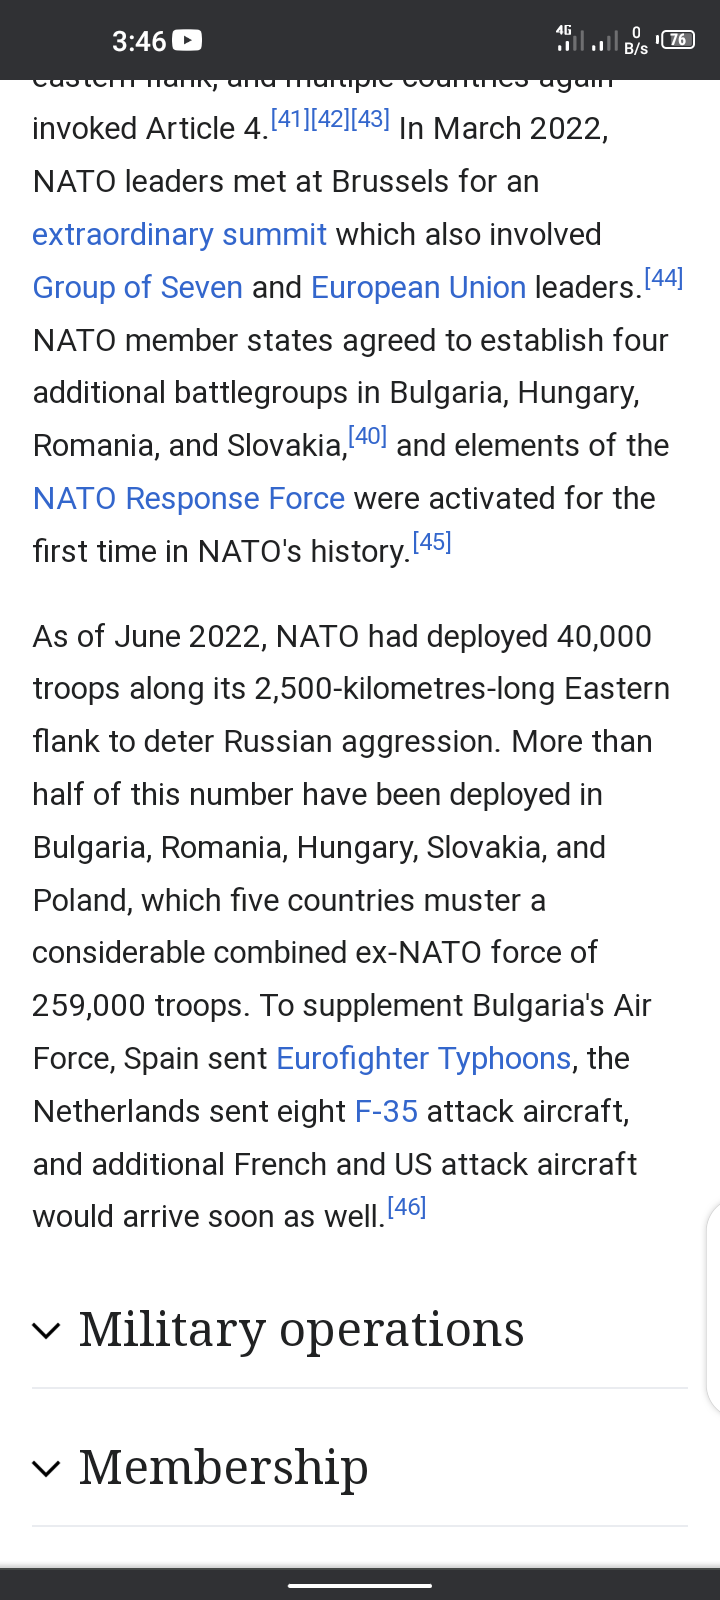 3:46
4G
0
B/s
76
eastern flank, and multiple countries again
invoked Article 4.[41][42][43] In March 2022,
NATO leaders met at Brussels for an
extraordinary summit which also involved
Group of Seven and European Union leaders.[44]
NATO member states agreed to establish four
additional battlegroups in Bulgaria, Hungary,
Romania, and Slovakia,[40] and elements of the
NATO Response Force were activated for the
first time in NATO's history.[45]
As of June 2022, NATO had deployed 40,000
troops along its 2,500-kilometres-long Eastern
flank to deter Russian aggression. More than
half of this number have been deployed in
Bulgaria, Romania, Hungary, Slovakia, and
Poland, which five countries muster a
considerable combined ex-NATO force of
259,000 troops. To supplement Bulgaria's Air
Force, Spain sent Eurofighter Typhoons, the
Netherlands sent eight F-35 attack aircraft,
and additional French and US attack aircraft
would arrive soon as well.[46]
Military operations
Membership